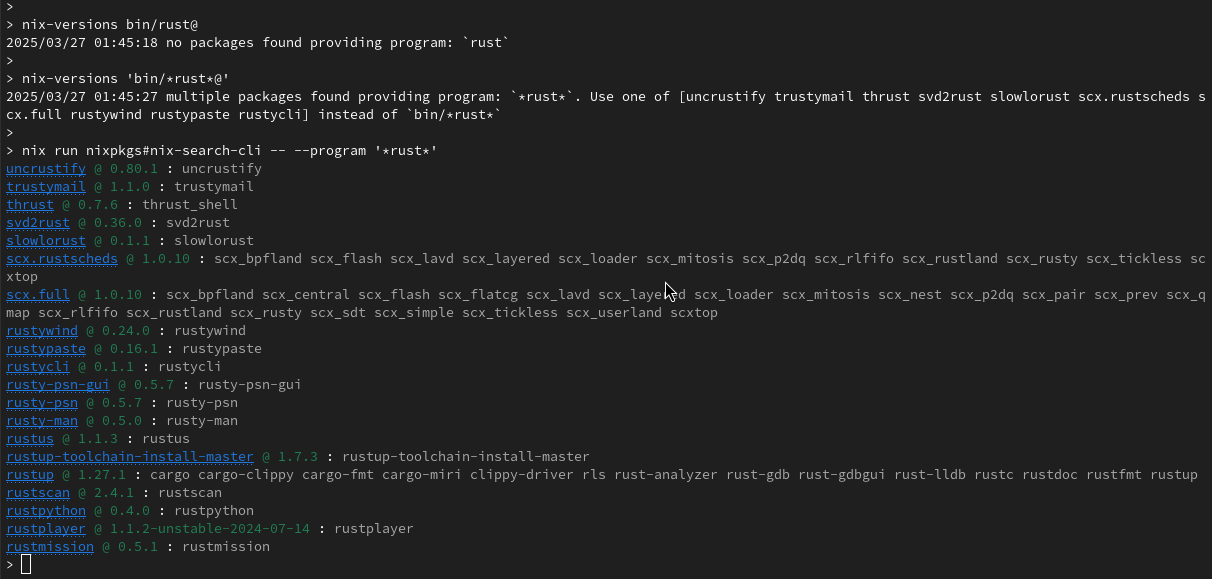 >
> nix-versions bin/rust@
2025/03/27 01:45:18 no packages found providing program: `rust`
>
> nix-versions 'bin/*rust*@'
2025/03/27 01:45:27 multiple packages found providing program: `*rust*`. Use one of [uncrustify trustymail thrust svd2rust slowlorust scx.rustscheds s
cx.full rustywind rustypaste rustycli] instead of `bin/*rust*`
>
> nix run nixpkgs#nix-search-cli -- --program '*rust*'
uncrustify @ 0.80.1 : uncrustify
trustymail @ 1.1.0 : trustymail
thrust @ 0.7.6 : thrust_shell
svd2rust @ 0.36.0 : svd2rust
slowlorust @ 0.1.1 : slowlorust
scx.rustscheds @ 1.0.10 : scx_bpfland scx_flash scx_lavd scx_layered scx_loader scx_mitosis scx_p2dq scx_rlfifo scx_rustland scx_rusty scx_tickless sc
xtop
scx.full @ 1.0.10 : scx_bpfland scx_central scx_flash scx_flatcg scx_lavd scx_layered scx_loader scx_mitosis scx_nest scx_p2dq scx_pair scx_prev scx_q
map scx_rlfifo scx_rustland scx_rusty scx_sdt scx_simple scx_tickless scx_userland scxtop
rustywind @ 0.24.0 : rustywind
rustypaste @ 0.16.1 : rustypaste
rustycli @ 0.1.1 : rustycli
rusty-psn-gui @ 0.5.7 : rusty-psn-gui
rusty-psn @ 0.5.7 : rusty-psn
rusty-man @ 0.5.0 : rusty-man
rustus @ 1.1.3 : rustus
rustup-toolchain-install-master @ 1.7.3 : rustup-toolchain-install-master
rustup @ 1.27.1 : cargo cargo-clippy cargo-fmt cargo-miri clippy-driver rls rust-analyzer rust-gdb rust-gdbgui rust-lldb rustc rustdoc rustfmt rustup
rustscan @ 2.4.1 : rustscan
rustpython @ 0.4.0 : rustpython
rustplayer @ 1.1.2-unstable-2024-07-14 : rustplayer
rustmission @ 0.5.1 : rustmission
>